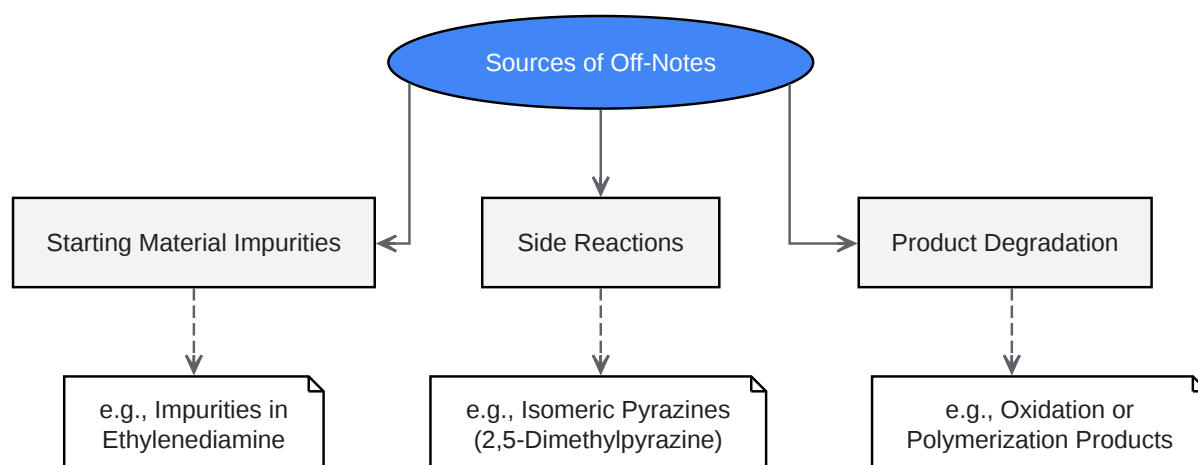 Sources of Off-Notes
Starting Material Impurities
Side Reactions
Product Degradation
e.g., Impurities in
Ethylenediamine
e.g., Isomeric Pyrazines
(2,5-Dimethylpyrazine)
e.g., Oxidation or
Polymerization Products